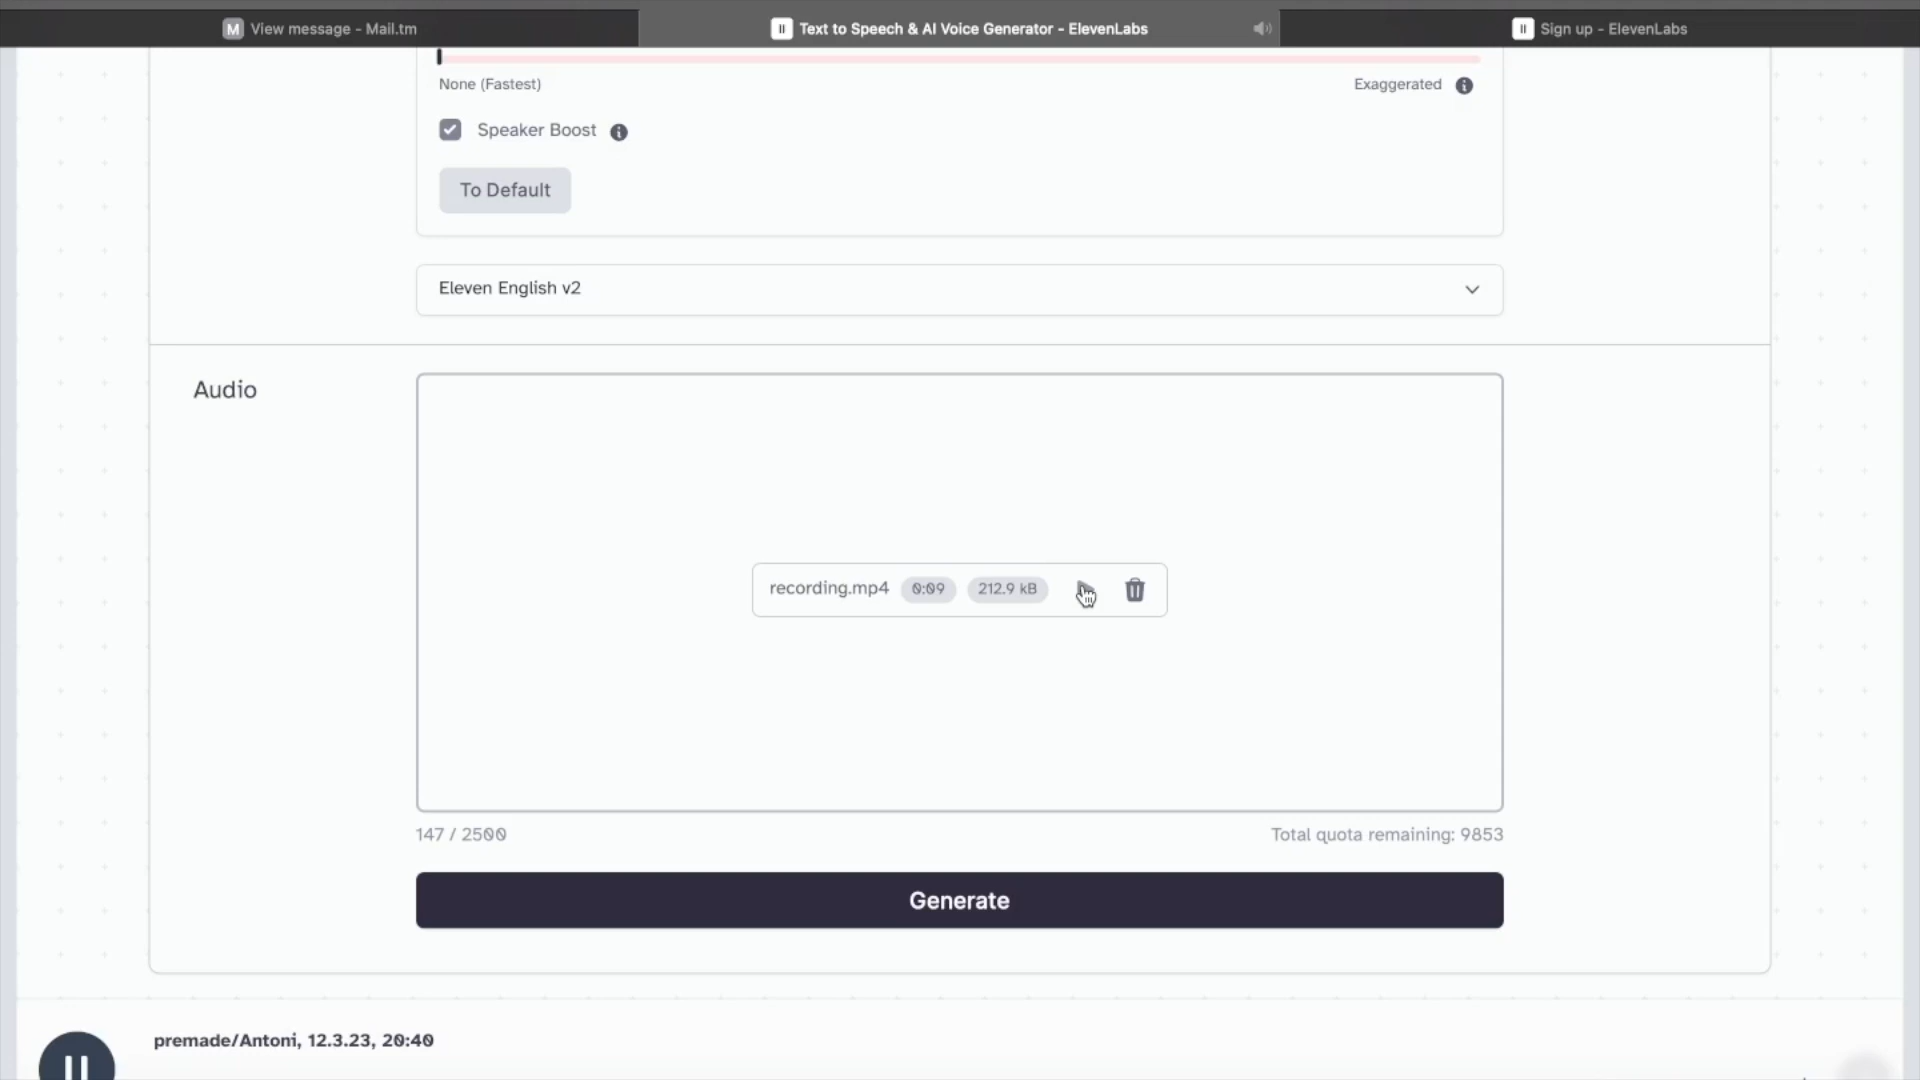 M View message - Mail.tm
Text to Speech & AI Voice Generator - ElevenLabs
Sign up - ElevenLabs
None (Fastest)
Exaggerated
Speaker Boost
To Default
Eleven English v2
Audio
recording.mp4 0:09 212.9 kB
147 / 2500
Total quota remaining: 9853
Generate
premade/Antoni, 12.3.23, 20:40